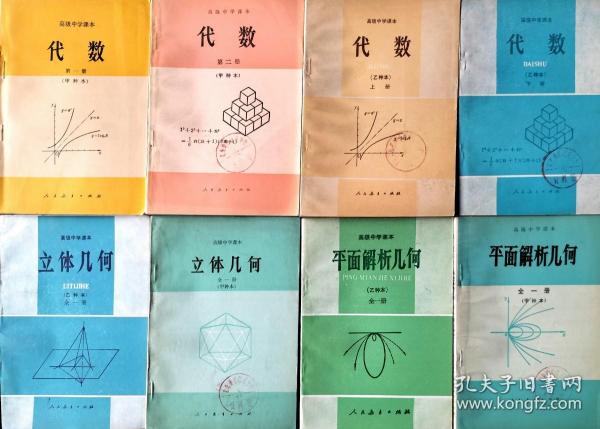 高级中学课本
代数
第一册
(甲种本)
人民教育出版社
高级中学课本
代数
第二册
(甲种本)
人民教育出版社
高级中学课本
代数
(乙种本)
上册
人民教育出版社
高级中学课本
代数
DAISHU
(乙种本)
下册
人民教育出版社
高级中学课本
立体几何
LITI JIHE
(乙种本)
全一册
人民教育出版社
高级中学课本
立体几何
全一册
(甲种本)
人民教育出版社
高级中学课本
平面解析几何
PINGMIAN JIEXI JIHE
(乙种本)
全一册
人民教育出版社
高级中学课本
平面解析几何
全一册
(甲种本)
孔夫子旧书网
www.kongfz.com